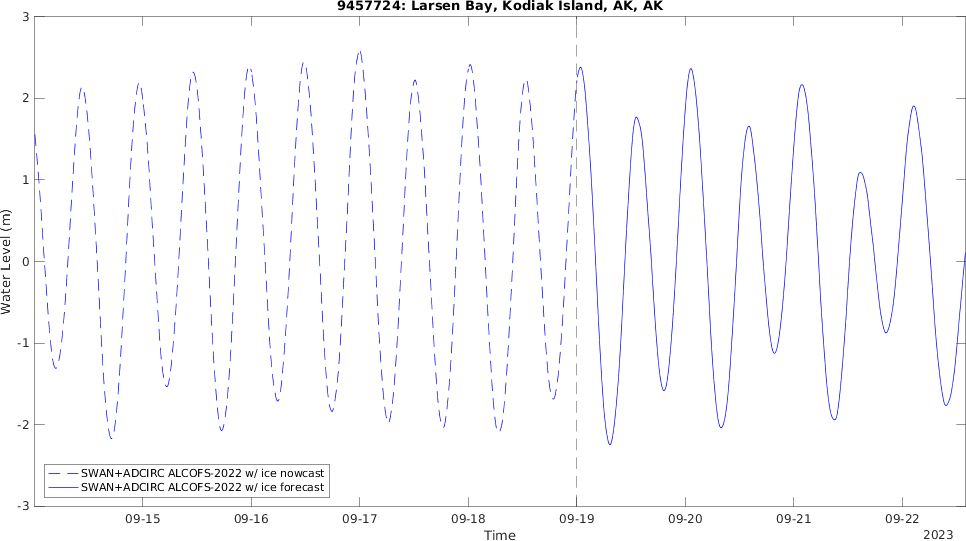 9457724: Larsen Bay, Kodiak Island, AK, AK
3
2
1
0
-1
-2
-3
Water Level (m)
SWAN+ADCIRC ALCOFS-2022 w/ ice nowcast
SWAN+ADCIRC ALCOFS-2022 w/ ice forecast
09-15 09-16 09-17 09-18 09-19 09-20 09-21 09-22
Time
2023